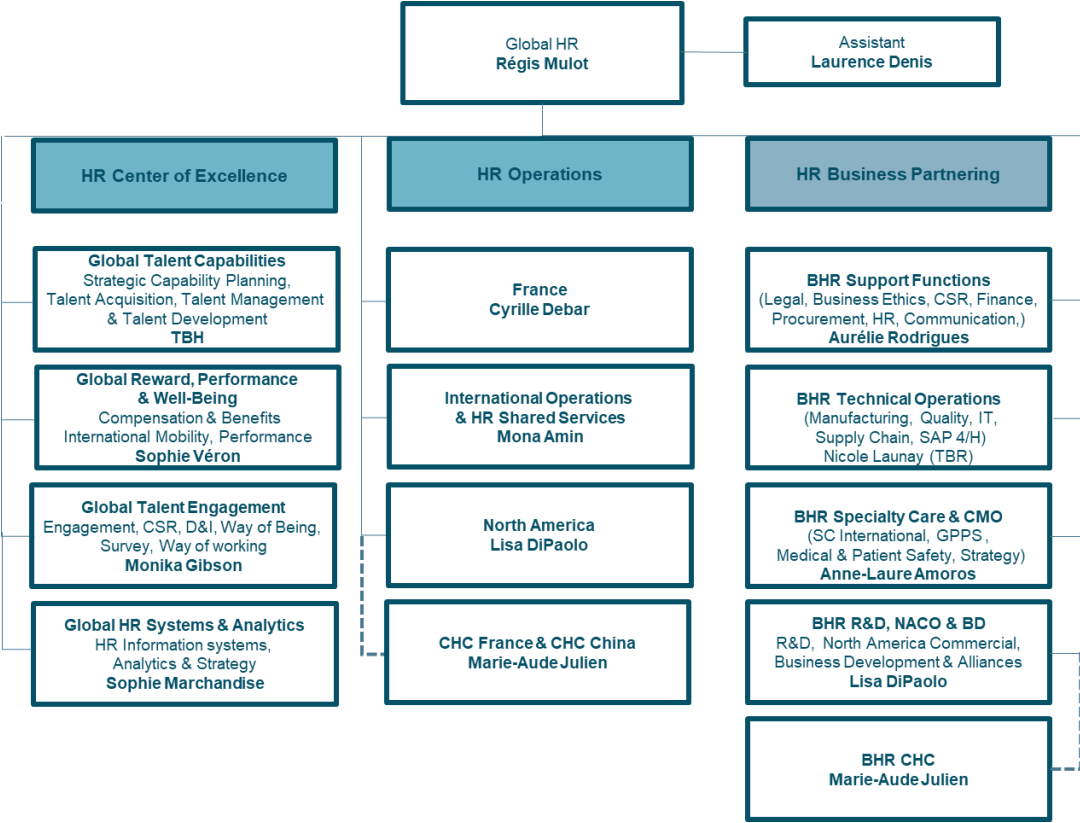 Global HR
Régis Mulot
Assistant
Laurence Denis
HR Center of Excellence
HR Operations
HR Business Partnering
Global Talent Capabilities
Strategic Capability Planning,
Talent Acquisition, Talent Management
& Talent Development
TBH
Global Reward, Performance
& Well-Being
Compensation & Benefits
International Mobility, Performance
Sophie Véron
Global Talent Engagement
Engagement, CSR, D&I, Way of Being,
Survey, Way of working
Monika Gibson
Global HR Systems & Analytics
HR Information systems,
Analytics & Strategy
Sophie Marchandise
France
Cyrille Debar
International Operations
& HR Shared Services
Mona Amin
North America
Lisa DiPaolo
CHC France & CHC China
Marie-Aude Julien
BHR Support Functions
(Legal, Business Ethics, CSR, Finance,
Procurement, HR, Communication,)
Aurélie Rodrigues
BHR Technical Operations
(Manufacturing, Quality, IT,
Supply Chain, SAP 4/H)
Nicole Launay (TBR)
BHR Specialty Care & CMO
(SC International, GPPS ,
Medical & Patient Safety, Strategy)
Anne-Laure Amoros
BHR R&D, NACO & BD
R&D, North America Commercial,
Business Development & Alliances
Lisa DiPaolo
BHR CHC
Marie-Aude Julien